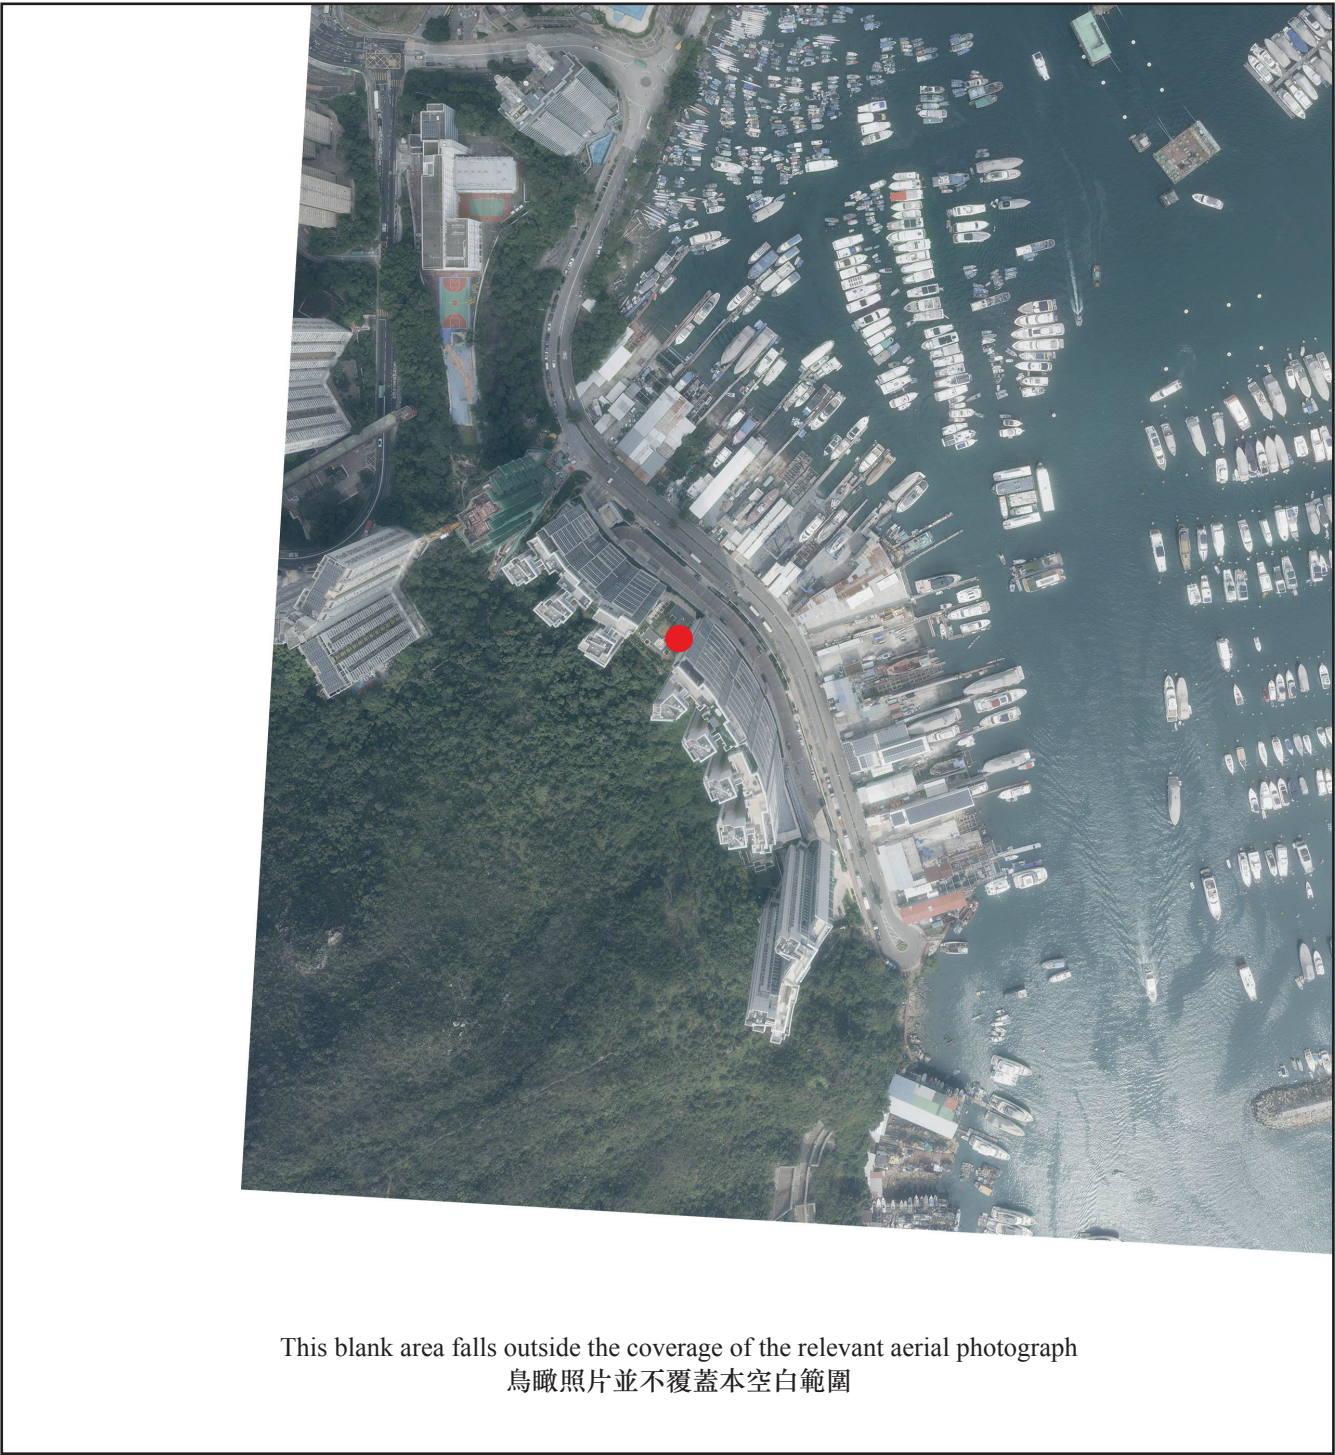 This blank area falls outside the coverage of the relevant aerial photograph
鳥瞰照片並不覆蓋本空白範圍